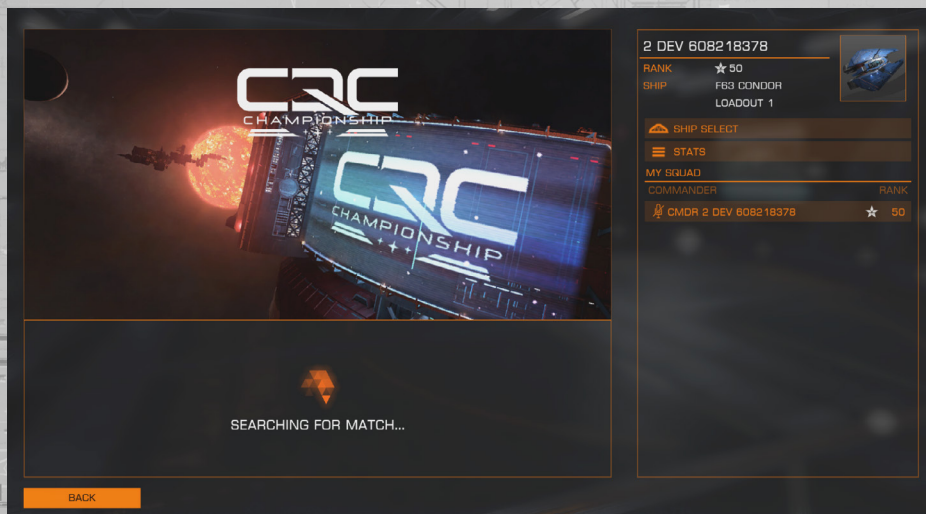 CQC
CHAMPIONSHIP
CQC
CHAMPIONSHIP
SEARCHING FOR MATCH...
BACK
2 DEV 608218378
RANK 50
SHIP F63 CONDOR
LOADOUT 1
SHIP SELECT
STATS
MY SQUAD
COMMANDER RANK
CMDR 2 DEV 608218378 50